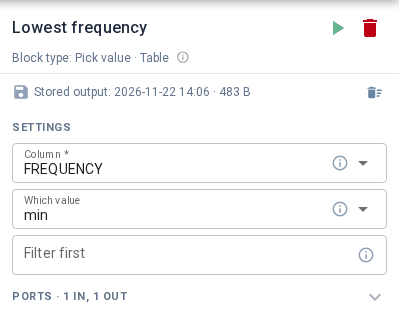 Lowest frequency
Block type: Pick value · Table
Stored output: 2026-11-22 14:06 · 483 B
SETTINGS
Column *
FREQUENCY
Which value
min
Filter first
PORTS · 1 IN, 1 OUT